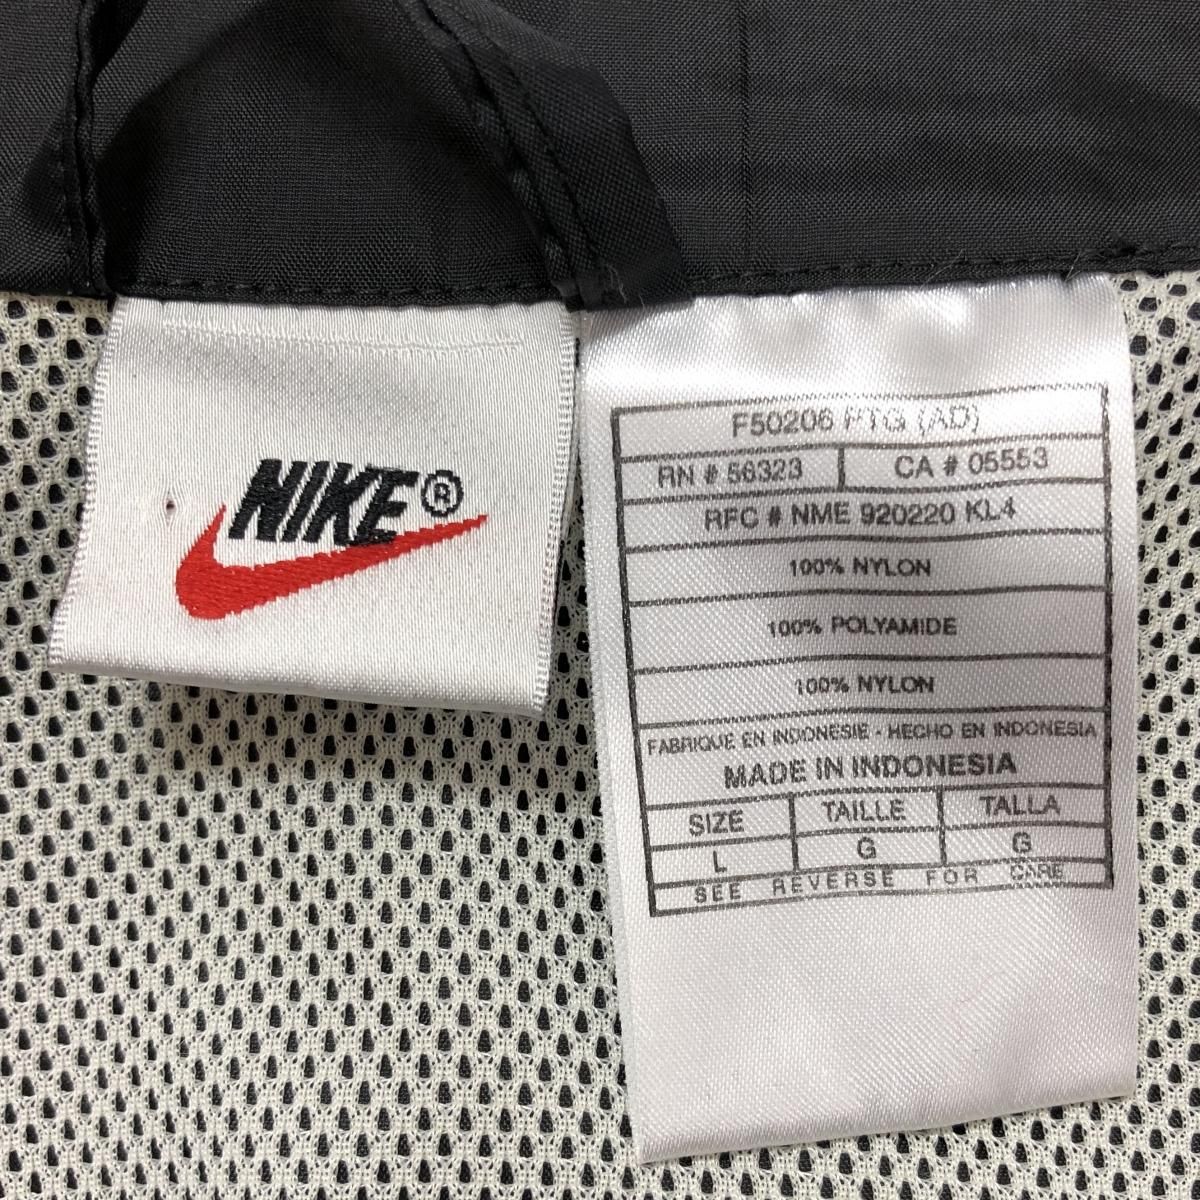 NIKE®
F50206 PTG (AD)
RN # 56323 CA # 05553
RFC # NME 920220 KL4
100% NYLON
100% POLYAMIDE
100% NYLON
FABRIQUE EN INDONESIE - HECHO EN INDONESIA
MADE IN INDONESIA
SIZE TAILLE TALLA
L G G
SEE REVERSE FOR CARE